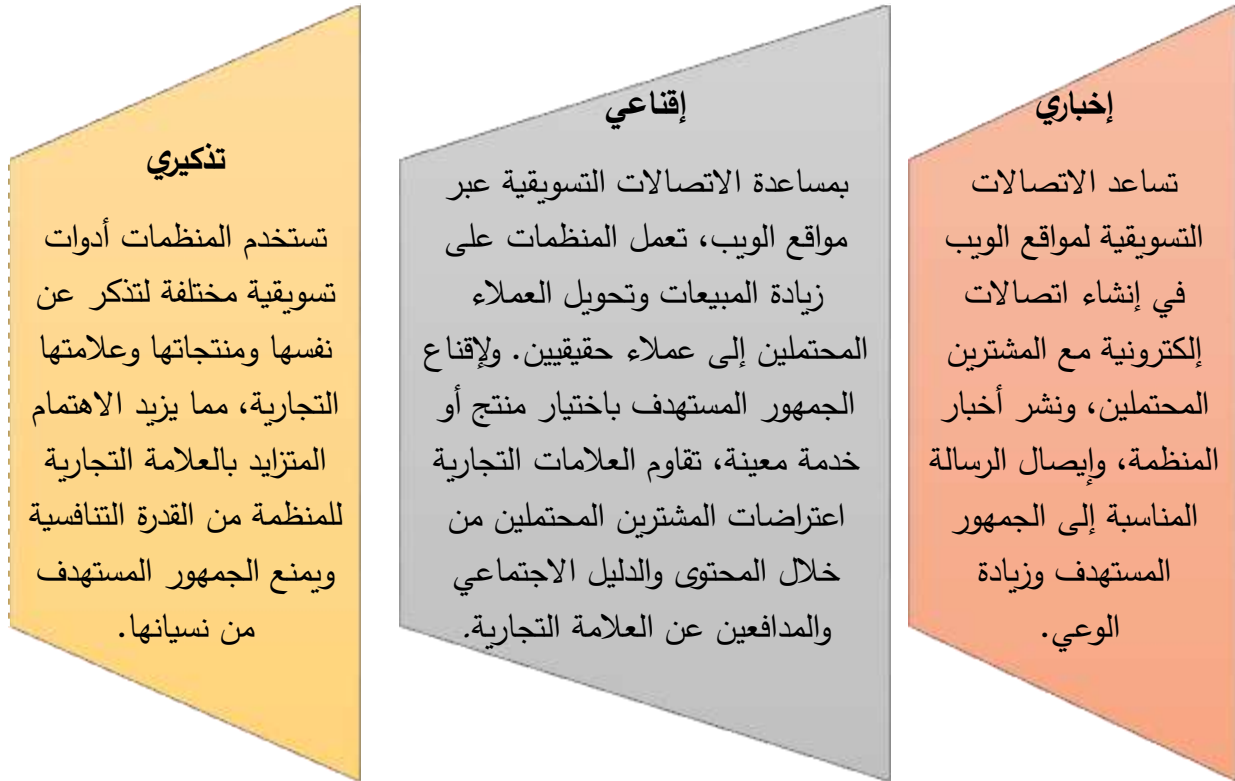 إخباري
تساعد الاتصالات
التسويقية لمواقع الويب
في إنشاء اتصالات
إلكترونية مع المشترين
المحتملين، ونشر أخبار
المنظمة، وإيصال الرسالة
المناسبة إلى الجمهور
المستهدف وزيادة
الوعي.
إقناعي
بمساعدة الاتصالات التسويقية عبر
مواقع الويب، تعمل المنظمات على
زيادة المبيعات وتحويل العملاء
المحتملين إلى عملاء حقيقيين. ولإقناع
الجمهور المستهدف باختيار منتج أو
خدمة معينة، تقاوم العلامات التجارية
اعتراضات المشترين المحتملين من
خلال المحتوى والدليل الاجتماعي
والمدافعين عن العلامة التجارية.
تذكيري
تستخدم المنظمات أدوات
تسويقية مختلفة لتذكر عن
نفسها ومنتجاتها وعلامتها
التجارية، مما يزيد الاهتمام
المتزايد بالعلامة التجارية
للمنظمة من القدرة التنافسية
ويمنع الجمهور المستهدف
من نسيانها.